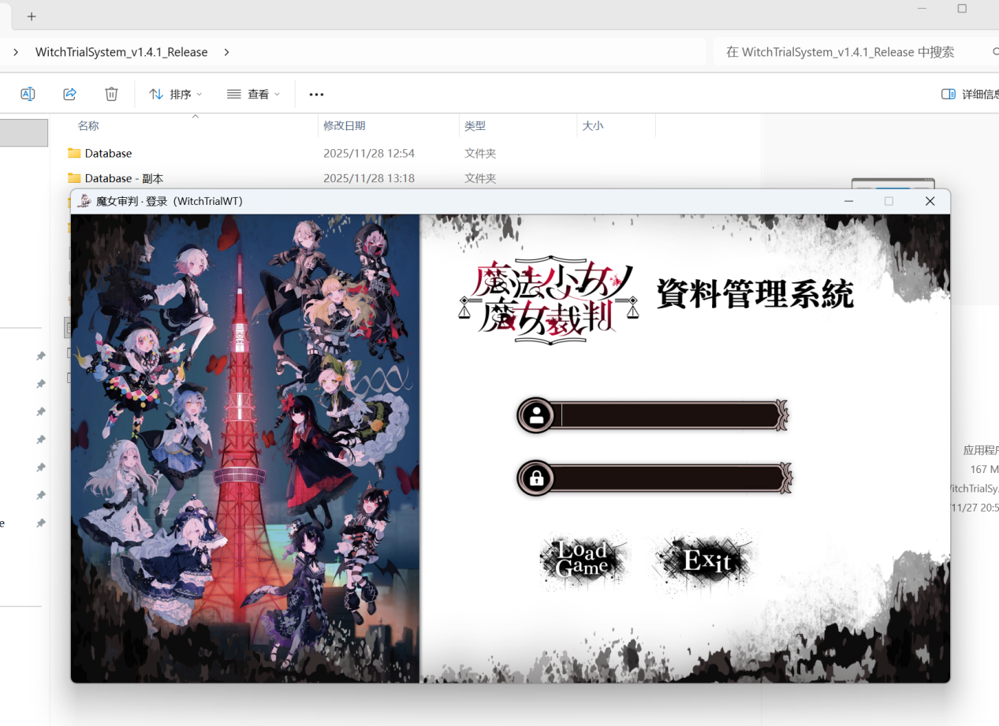 WitchTrialSystem_v1.4.1_Release
在 WitchTrialSystem_v1.4.1_Release 中搜索
排序
查看
详细信息
名称
修改日期
类型
大小
Database
2025/11/28 12:54
文件夹
Database - 副本
2025/11/28 13:18
文件夹
魔女审判 · 登录（WitchTrialWT）
魔法少女ノ
魔女裁判
資料管理系統
Load
Game
Exit
应用程序
167 M
WitchTrialSy...
/11/27 20:5
e